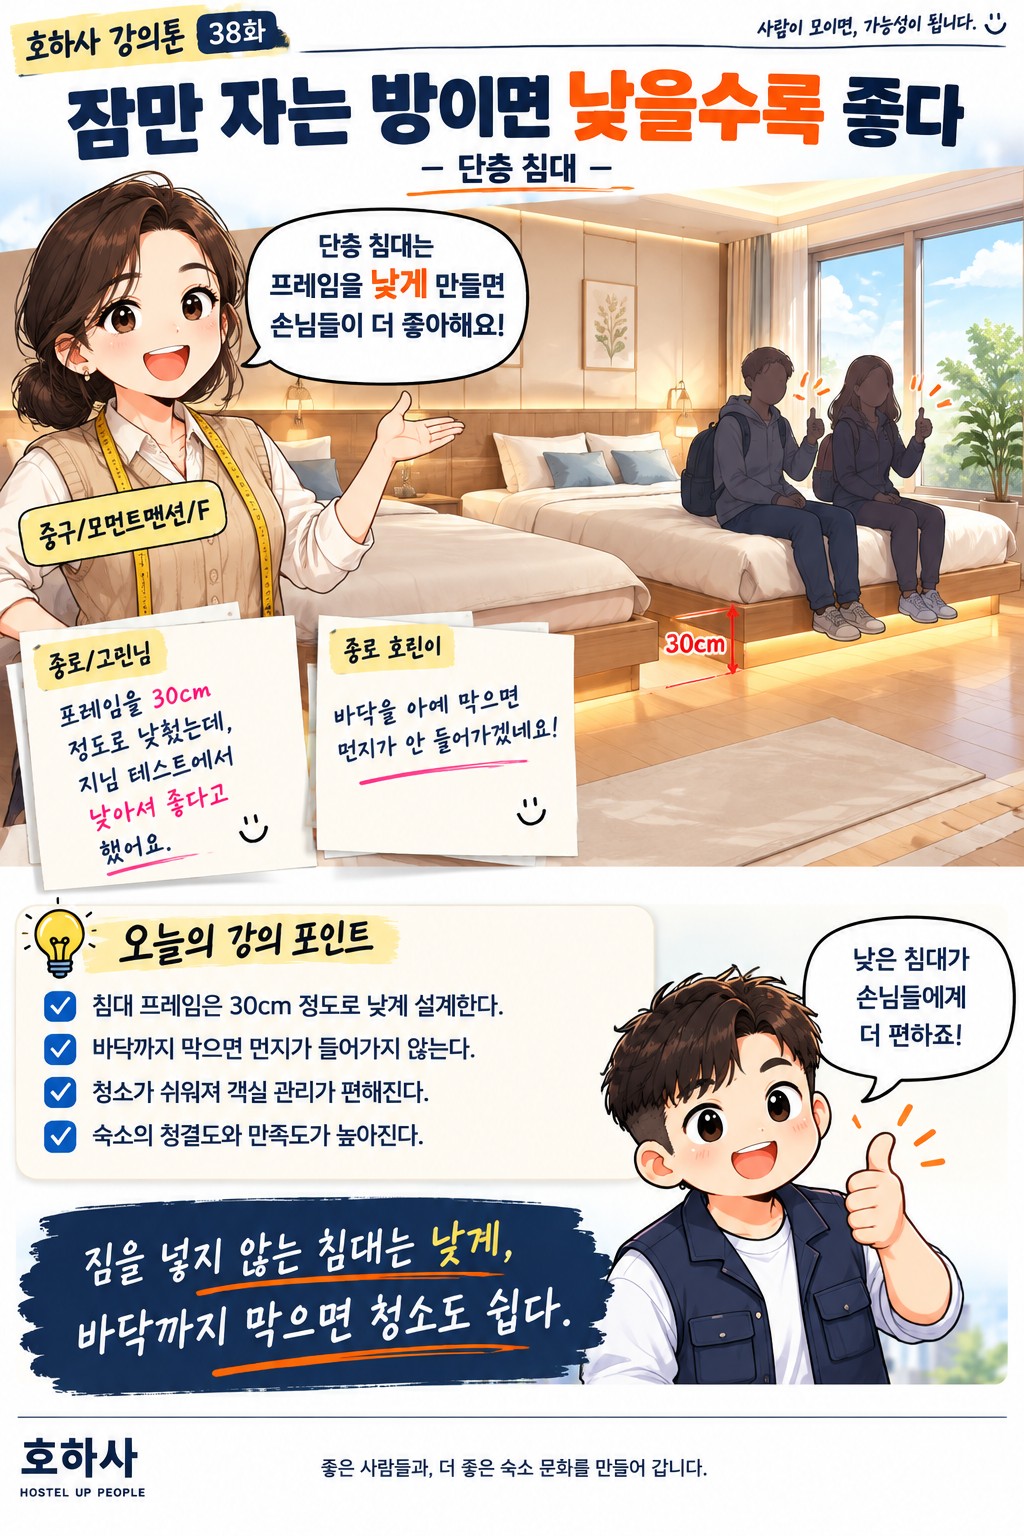 호하사 강의툰 38화
사람이 모이면, 가능성이 됩니다.
잠만 자는 방이면 낮을수록 좋다
– 단층 침대 –
단층 침대는
프레임을 낮게 만들면
손님들이 더 좋아해요!
중구/모먼트맨션/F
30cm
종로/고린님
프레임을 30cm
정도로 낮췄는데,
지님 테스트에서
낮아서 좋다고
했어요.
종로 호린이
바닥을 아예 막으면
먼지가 안 들어가겠네요!
오늘의 강의 포인트
침대 프레임은 30cm 정도로 낮게 설계한다.
바닥까지 막으면 먼지가 들어가지 않는다.
청소가 쉬워져 객실 관리가 편해진다.
숙소의 청결도와 만족도가 높아진다.
낮은 침대가
손님들에게
더 편하죠!
짐을 넣지 않는 침대는 낮게,
바닥까지 막으면 청소도 쉽다.
호하사
HOSTEL UP PEOPLE
좋은 사람들과, 더 좋은 숙소 문화를 만들어 갑니다.